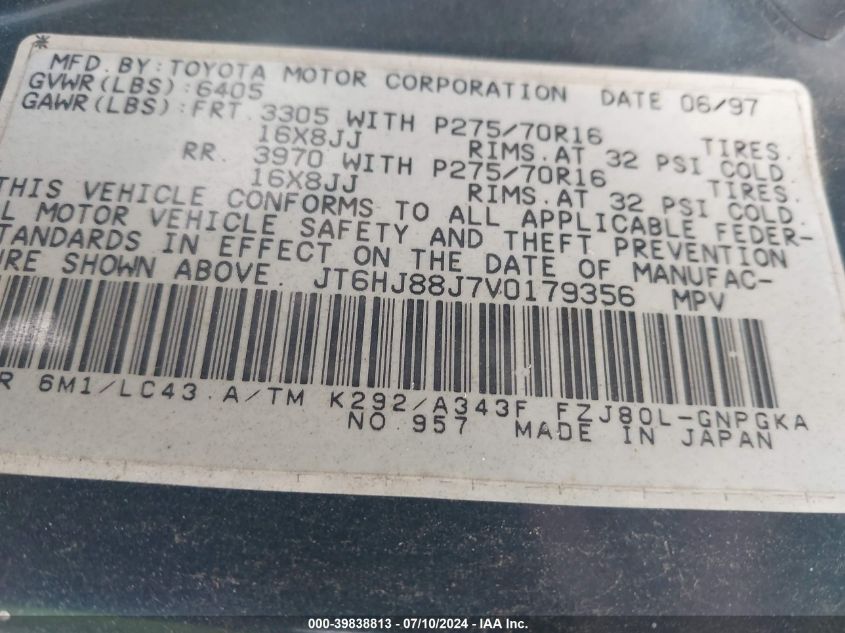 MFD. BY: TOYOTA MOTOR CORPORATION DATE 06/97
GVWR(LBS):6405
GAWR(LBS):FRT. 3305 WITH P275/70R16 TIRES.
16X8JJ RIMS.AT 32 PSI COLD.
RR. 3970 WITH P275/70R16 TIRES.
16X8JJ RIMS.AT 32 PSI COLD.
THIS VEHICLE CONFORMS TO ALL APPLICABLE FEDER-
L MOTOR VEHICLE SAFETY AND THEFT PREVENTION
TANDARDS IN EFFECT ON THE DATE OF MANUFAC-
URE SHOWN ABOVE. JT6HJ88J7V0179356 MPV
R 6M1/LC43 A/TM K292/A343F FZJ80L-GNPGKA
NO.957 MADE IN JAPAN
000-39838813 / 07/10/2024 - IAA Inc.